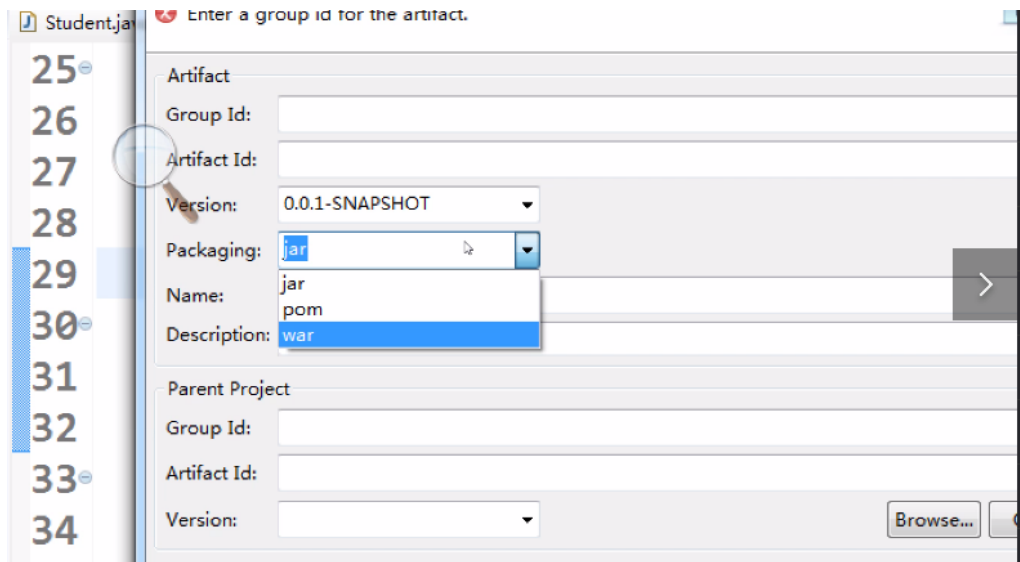 Student.jav
Enter a group id for the artifact.
25
26
27
28
29
30
31
32
33
34
Artifact
Group Id:
Artifact Id:
Version: 0.0.1-SNAPSHOT
Packaging: jar
jar
pom
war
Name:
Description:
Parent Project
Group Id:
Artifact Id:
Version:
Browse...